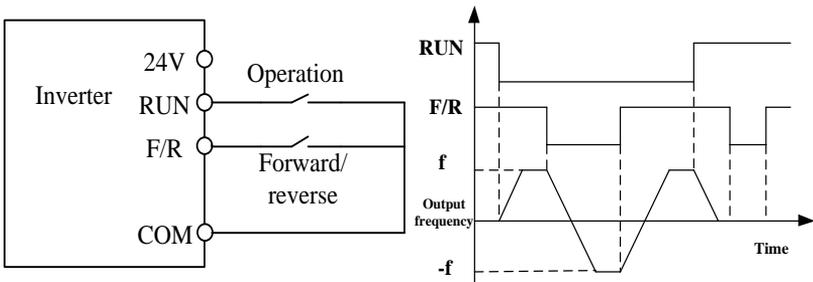 24V
Operation
Inverter
RUN
F/R
Forward/
reverse
COM
RUN
F/R
f
Output
frequency
-f
Time